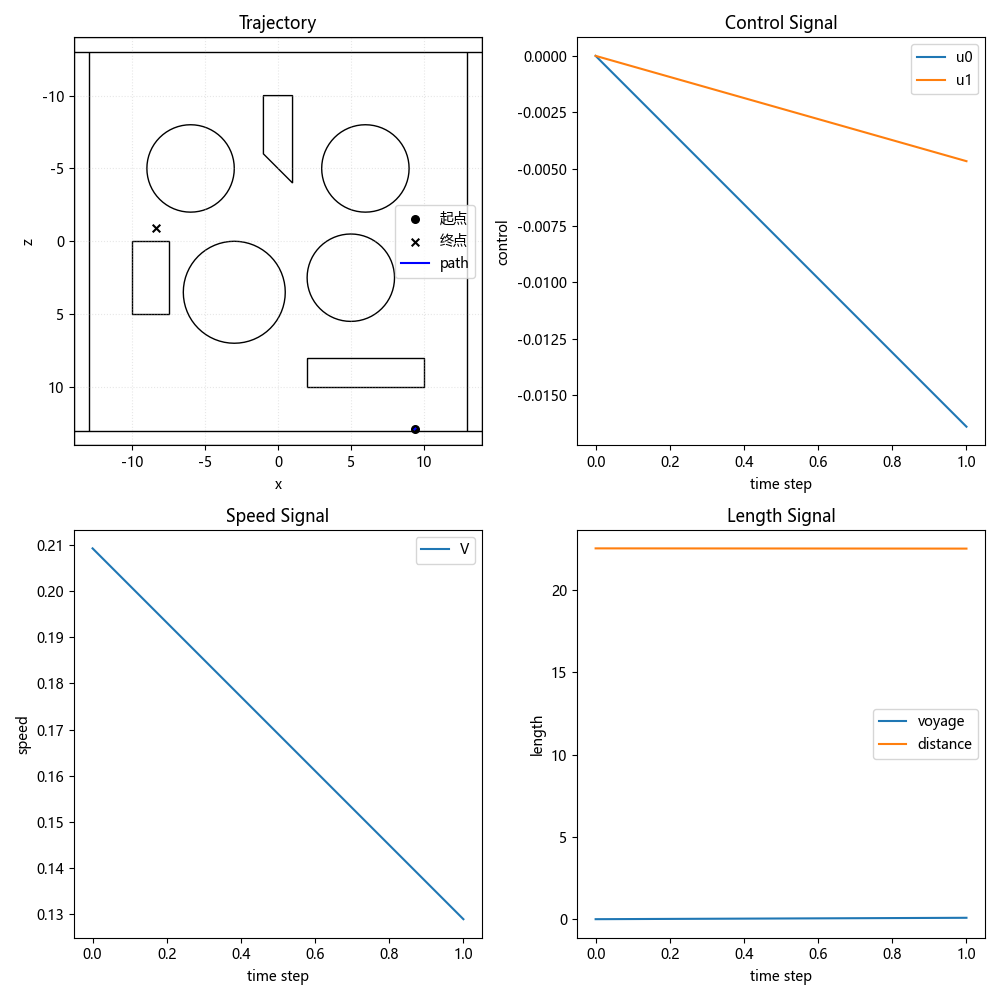 Trajectory
-10
-5
0
5
10
z
-10
-5
0
5
10
x
起点
终点
path
Control Signal
0.0000
-0.0025
-0.0050
-0.0075
-0.0100
-0.0125
-0.0150
control
0.0
0.2
0.4
0.6
0.8
1.0
time step
u0
u1
Speed Signal
0.21
0.20
0.19
0.18
0.17
0.16
0.15
0.14
0.13
speed
0.0
0.2
0.4
0.6
0.8
1.0
time step
V
Length Signal
20
15
10
5
0
length
0.0
0.2
0.4
0.6
0.8
1.0
time step
voyage
distance